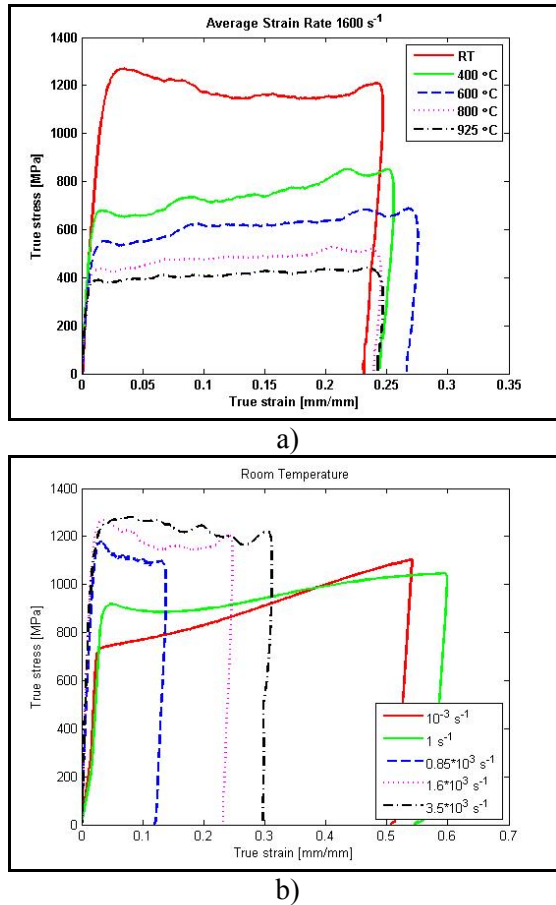 Average Strain Rate 1600 s⁻¹
1400
1200
1000
800
600
400
200
0
True stress [MPa]
RT
400 °C
600 °C
800 °C
925 °C
0
0.05
0.1
0.15
0.2
0.25
0.3
0.35
True strain [mm/mm]
a)
Room Temperature
1400
1200
1000
800
600
400
200
0
True stress [MPa]
10⁻³ s⁻¹
1 s⁻¹
0.85*10³ s⁻¹
1.6*10³ s⁻¹
3.5*10³ s⁻¹
0
0.1
0.2
0.3
0.4
0.5
0.6
0.7
True strain [mm/mm]
b)